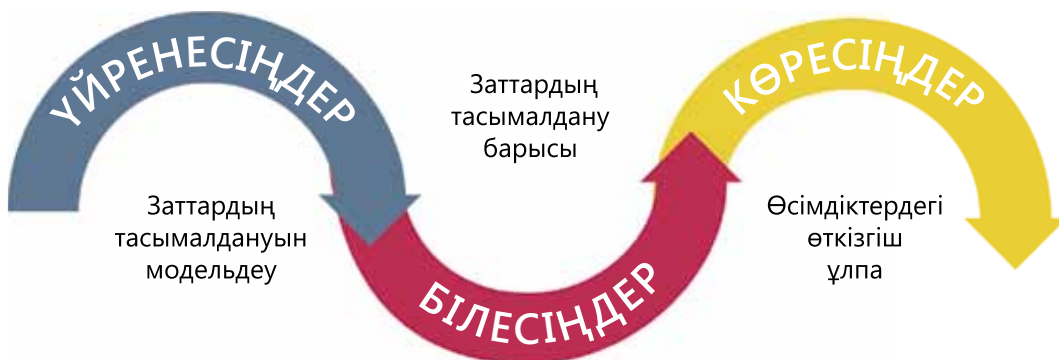 ҮЙРЕНЕСІҢДЕР
Заттардың
тасымалдануын
модельдеу
БІЛЕСІҢДЕР
Заттардың
тасымалдану
барысы
КӨРЕСІҢДЕР
Өсімдіктердегі
өткізгіш
ұлпа